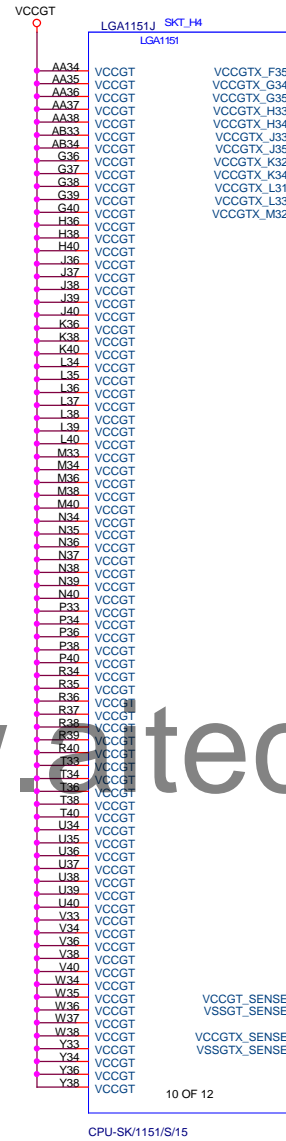 VCCGT
LGA1151J SKT_H4
LGA1151
AA34 VCCGT VCCGTX_F35
AA35 VCCGT VCCGTX_G34
AA36 VCCGT VCCGTX_G35
AA37 VCCGT VCCGTX_H33
AA38 VCCGT VCCGTX_H34
AB33 VCCGT VCCGTX_J33
AB34 VCCGT VCCGTX_J35
G36 VCCGT VCCGTX_K32
G37 VCCGT VCCGTX_K34
G38 VCCGT VCCGTX_L31
G39 VCCGT VCCGTX_L33
G40 VCCGT VCCGTX_M32
H36 VCCGT
H38 VCCGT
H40 VCCGT
J36 VCCGT
J37 VCCGT
J38 VCCGT
J39 VCCGT
J40 VCCGT
K36 VCCGT
K38 VCCGT
K40 VCCGT
L34 VCCGT
L35 VCCGT
L36 VCCGT
L37 VCCGT
L38 VCCGT
L39 VCCGT
L40 VCCGT
M33 VCCGT
M34 VCCGT
M36 VCCGT
M38 VCCGT
M40 VCCGT
N34 VCCGT
N35 VCCGT
N36 VCCGT
N37 VCCGT
N38 VCCGT
N39 VCCGT
N40 VCCGT
P33 VCCGT
P34 VCCGT
P36 VCCGT
P38 VCCGT
P40 VCCGT
R34 VCCGT
R35 VCCGT
R36 VCCGT
R37 VCCGT
R38 VCCGT
R39 VCCGT
R40 VCCGT
T33 VCCGT
T34 VCCGT
T36 VCCGT
T38 VCCGT
T40 VCCGT
U34 VCCGT
U35 VCCGT
U36 VCCGT
U37 VCCGT
U38 VCCGT
U39 VCCGT
U40 VCCGT
V33 VCCGT
V34 VCCGT
V36 VCCGT
V38 VCCGT
V40 VCCGT
W34 VCCGT
W35 VCCGT VCCGT_SENSE
W36 VCCGT VSSGT_SENSE
W37 VCCGT
W38 VCCGT VCCGTX_SENSE
Y33 VCCGT VSSGTX_SENSE
Y34 VCCGT
Y36 VCCGT
Y38 VCCGT
10 OF 12
CPU-SK/1151/S/15
.aitec